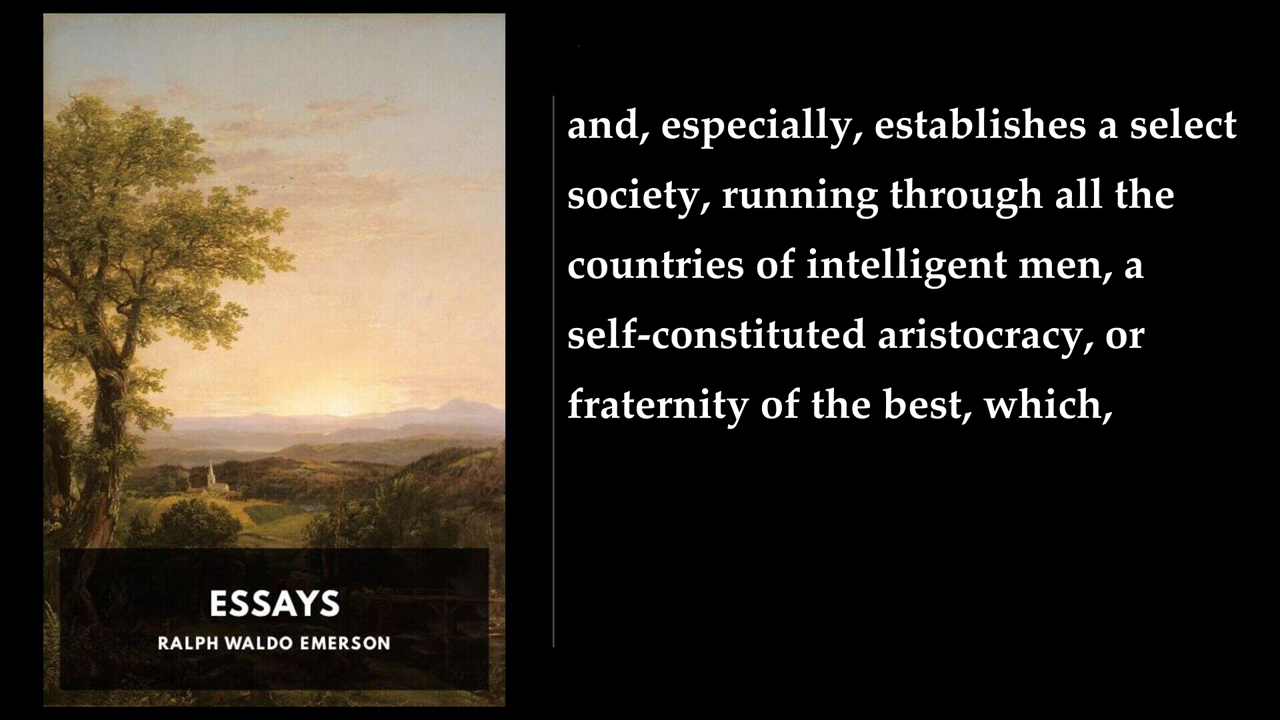 and, especially, establishes a select
society, running through all the
countries of intelligent men, a
self-constituted aristocracy, or
fraternity of the best, which,
ESSAYS
RALPH WALDO EMERSON